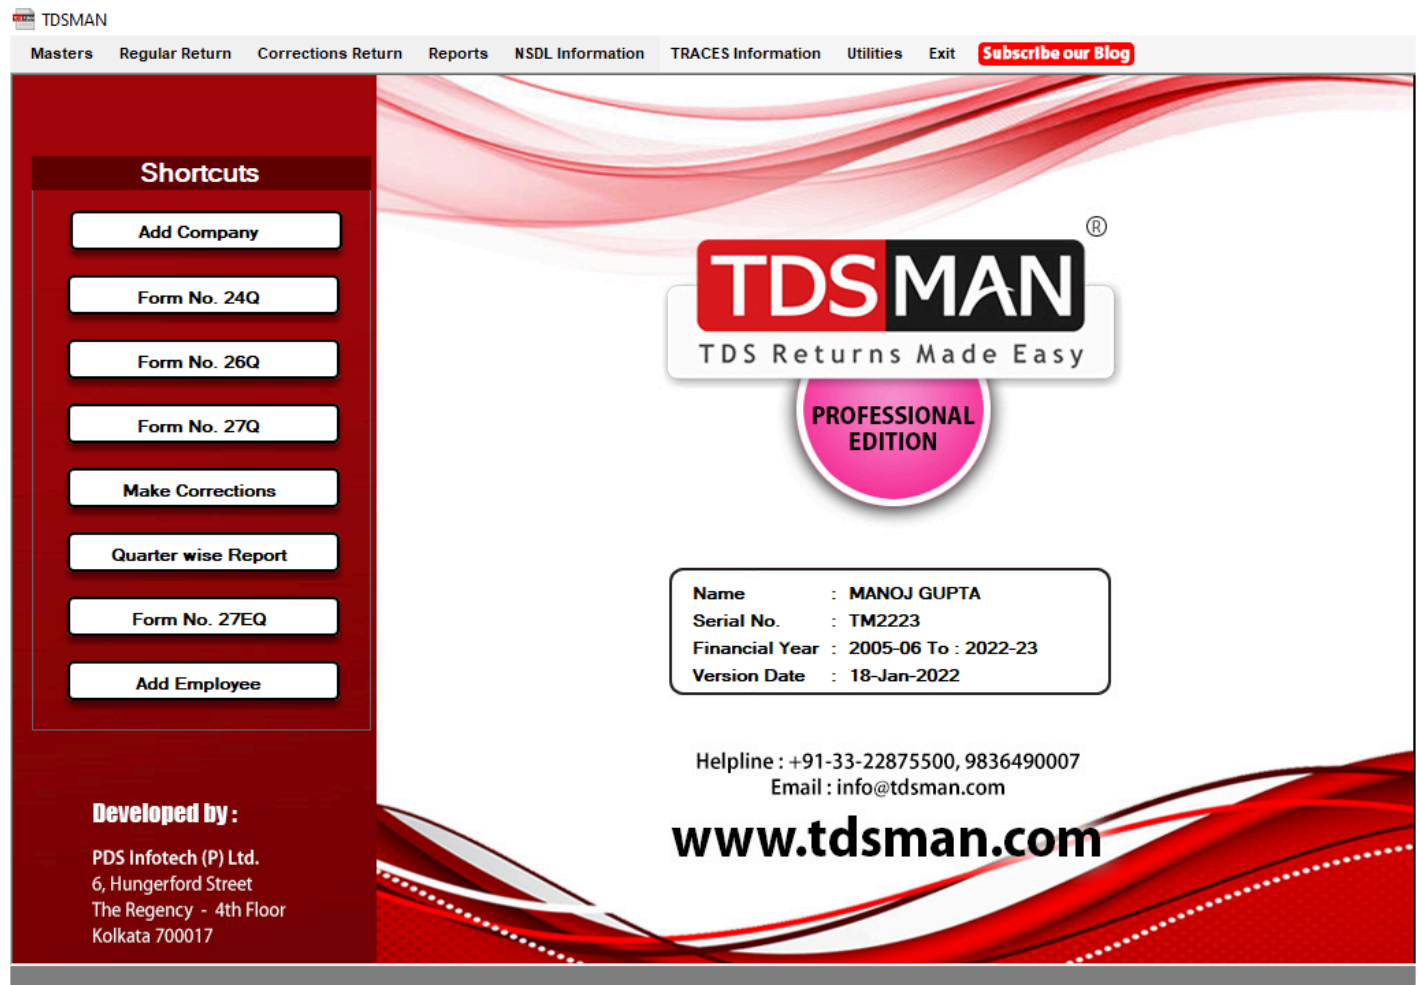 TDSMAN
Masters Regular Return Corrections Return Reports NSDL Information TRACES Information Utilities Exit Subscribe our Blog
Shortcuts
Add Company
Form No. 24Q
Form No. 26Q
Form No. 27Q
Make Corrections
Quarter wise Report
Form No. 27EQ
Add Employee
Developed by :
PDS Infotech (P) Ltd.
6, Hungerford Street
The Regency - 4th Floor
Kolkata 700017
®
TDSMAN
TDS Returns Made Easy
PROFESSIONAL
EDITION
Name : MANOJ GUPTA
Serial No. : TM2223
Financial Year : 2005-06 To : 2022-23
Version Date : 18-Jan-2022
Helpline : +91-33-22875500, 9836490007
Email : info@tdsman.com
www.tdsman.com